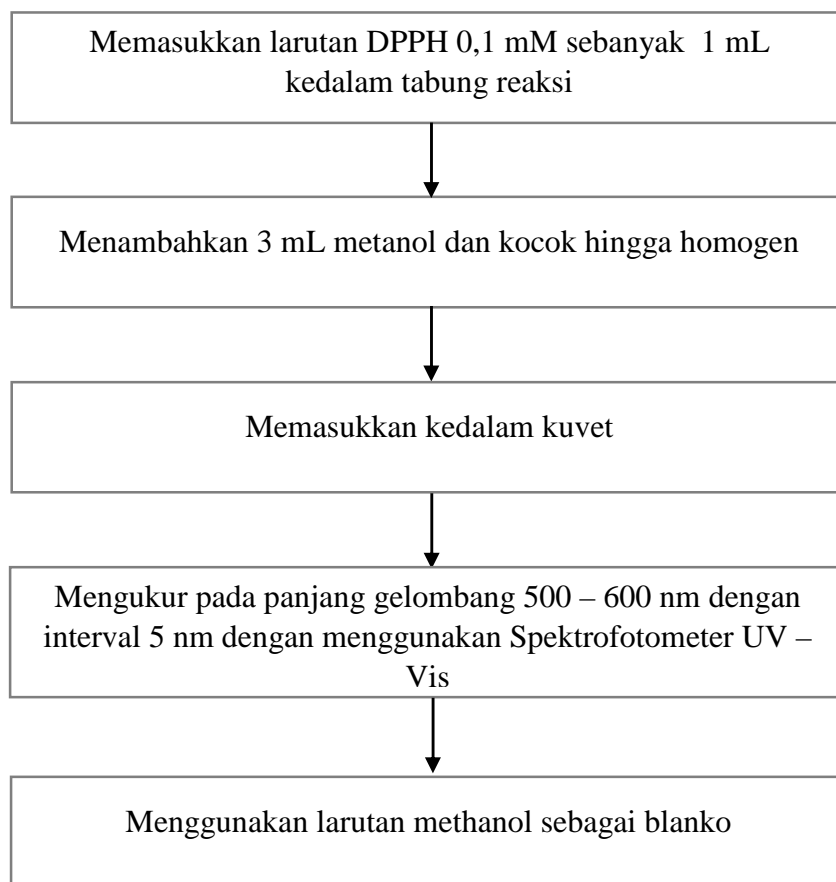 Memasukkan larutan DPPH 0,1 mM sebanyak  1 mL
kedalam tabung reaksi
Menambahkan 3 mL metanol dan kocok hingga homogen
Memasukkan kedalam kuvet
Mengukur pada panjang gelombang 500 – 600 nm dengan
interval 5 nm dengan menggunakan Spektrofotometer UV –
Vis
Menggunakan larutan methanol sebagai blanko